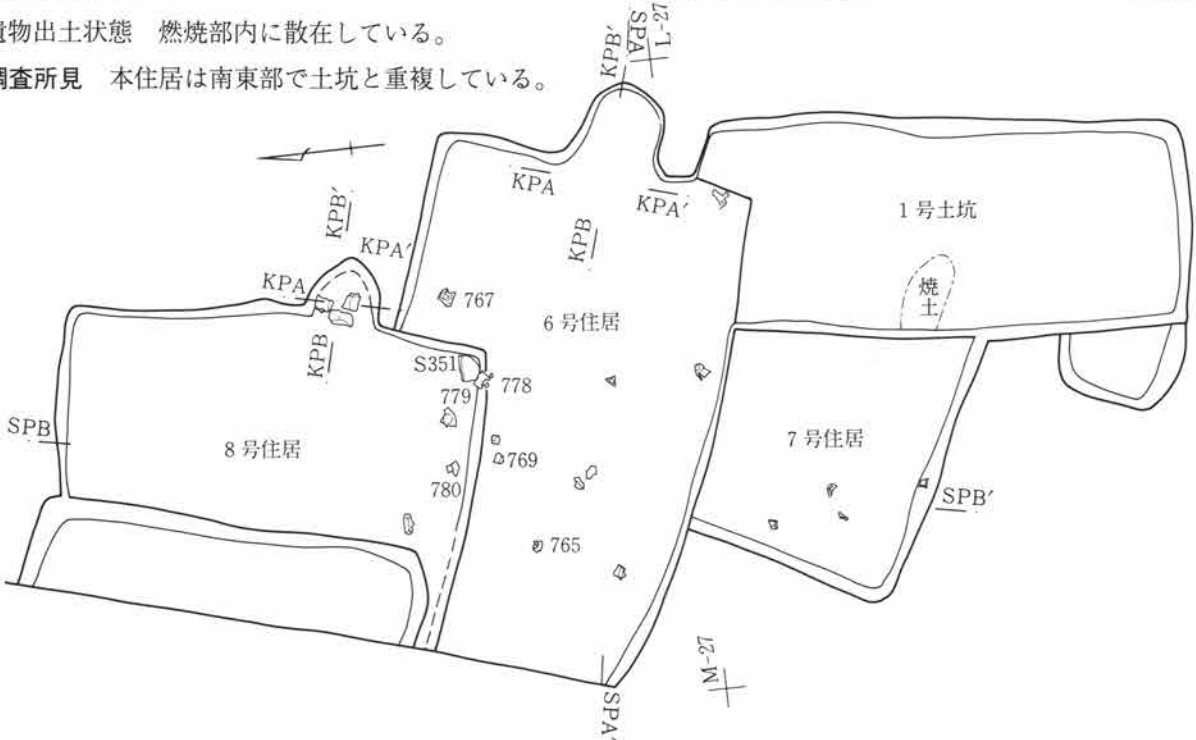 遺物出土状態　燃焼部内に散在している。
調査所見　本住居は南東部で土坑と重複している。
KPB′
SPA
L-27
KPA
KPA′
KPB
1号土坑
焼土
KPB′
KPA′
KPA
KPB
767
6号住居
S351
778
779
SPB
8号住居
769
780
7号住居
SPB′
765
M-27
SPA′